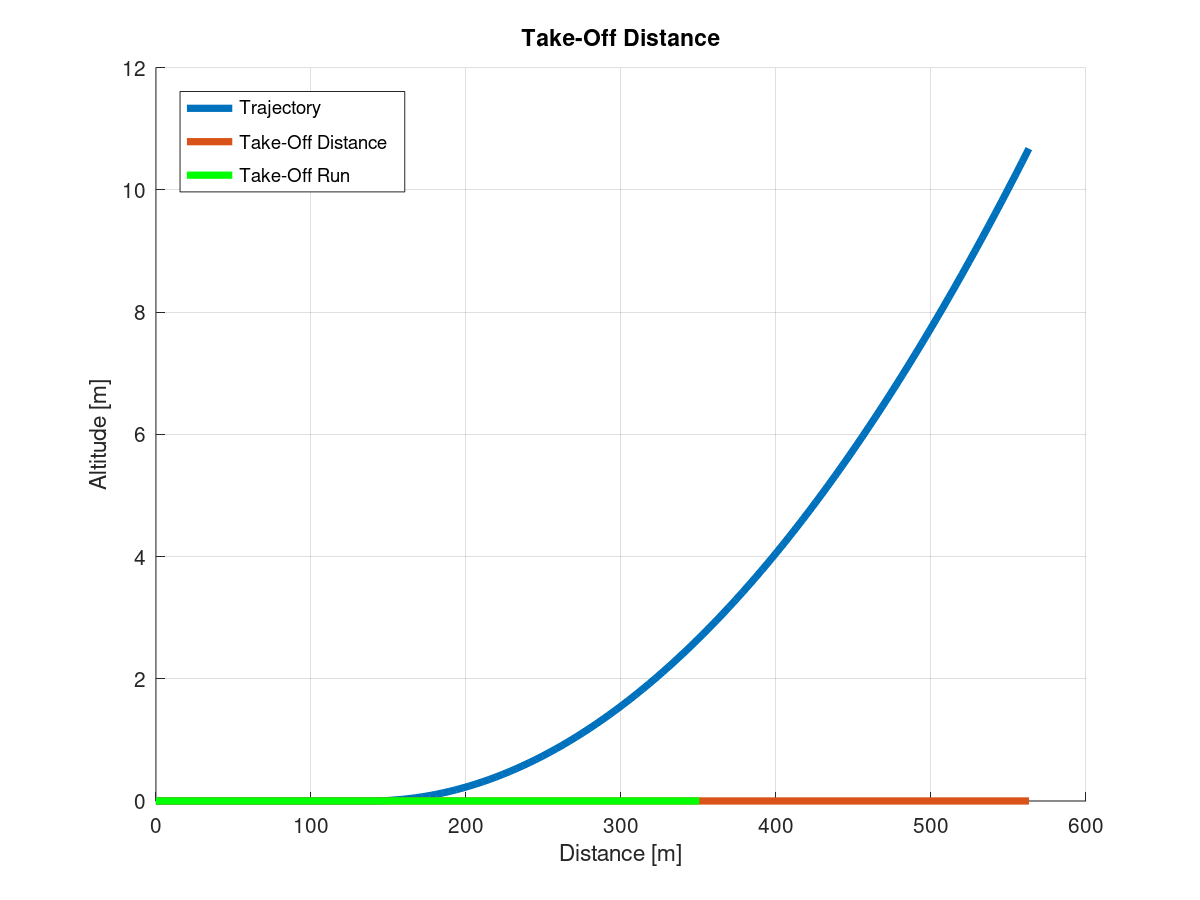 Take-Off Distance
12
Trajectory
Take-Off Distance
Take-Off Run
10
8
6
4
2
0
Altitude [m]
0 100 200 300 400 500 600
Distance [m]